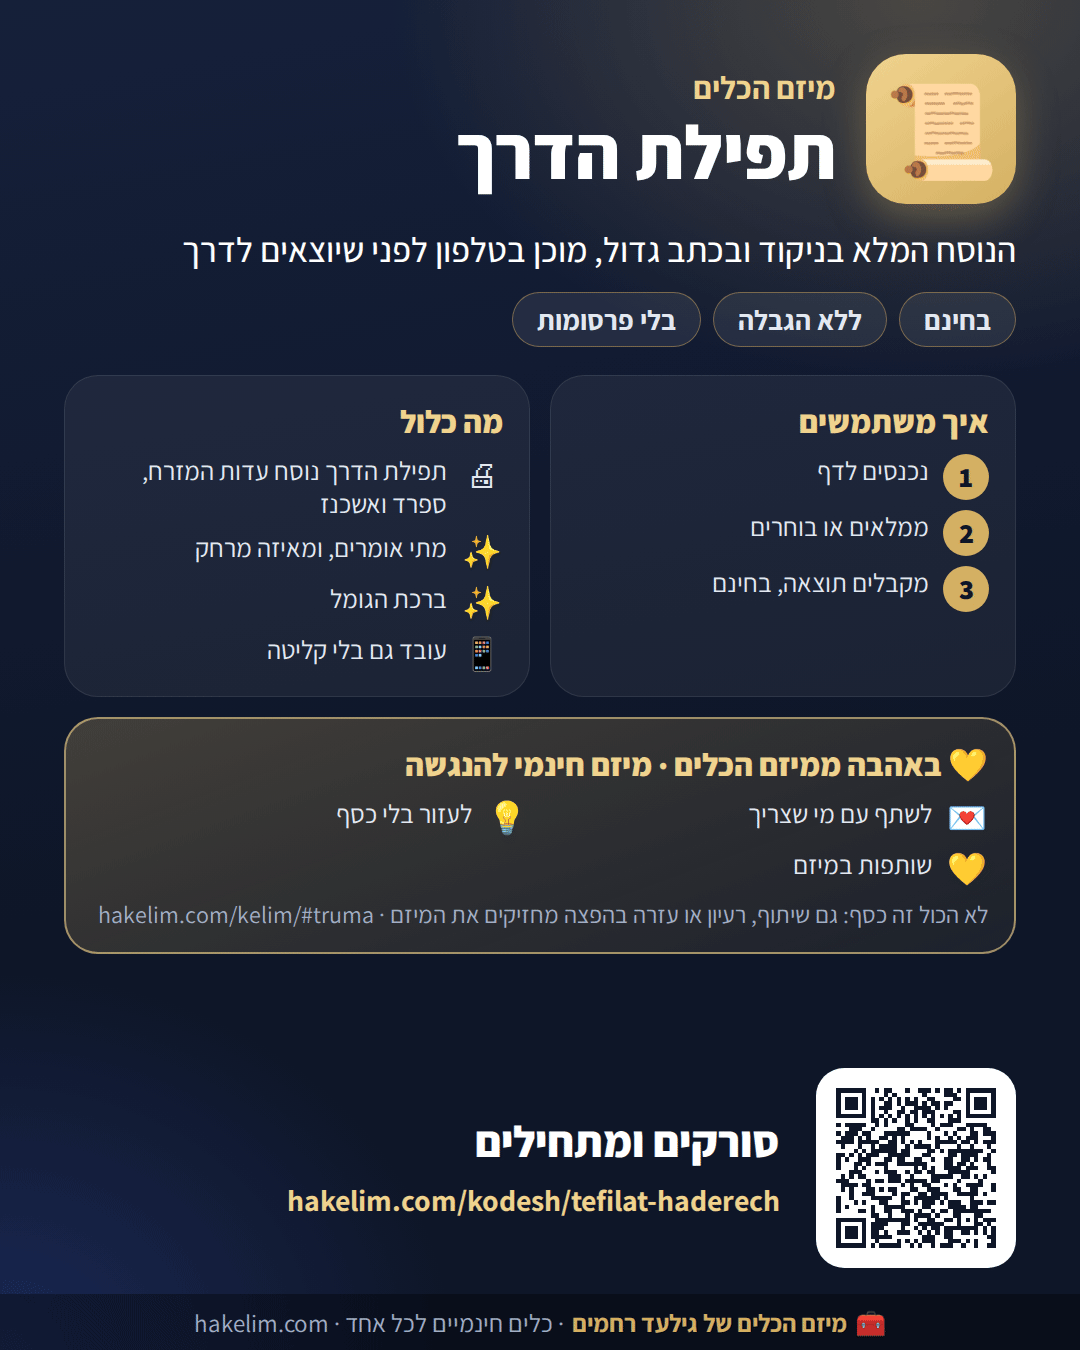 מיזם הכלים
תפילת הדרך
הנוסח המלא בניקוד ובכתב גדול, מוכן בטלפון לפני שיוצאים לדרך
בחינם
ללא הגבלה
בלי פרסומות
איך משתמשים
1 נכנסים לדף
2 ממלאים או בוחרים
3 מקבלים תוצאה, בחינם
מה כלול
תפילת הדרך נוסח עדות המזרח,
ספרד ואשכנז
מתי אומרים, ומאיזה מרחק
ברכת הגומל
עובד גם בלי קליטה
באהבה ממיזם הכלים · מיזם חינמי להנגשה
לשתף עם מי שצריך
לעזור בלי כסף
שותפות במיזם
לא הכול זה כסף: גם שיתוף, רעיון או עזרה בהפצה מחזיקים את המיזם · hakelim.com/kelim/#truma
סורקים ומתחילים
hakelim.com/kodesh/tefilat-haderech
מיזם הכלים של גילעד רחמים · כלים חינמיים לכל אחד · hakelim.com